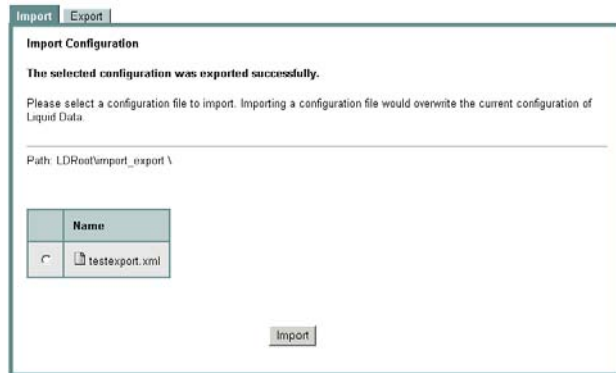 Import Export
Import Configuration
The selected configuration was exported successfully.
Please select a configuration file to import. Importing a configuration file would overwrite the current configuration of
Liquid Data.
Path: LDRoot\import_export \
Name
testexport.xml
Import